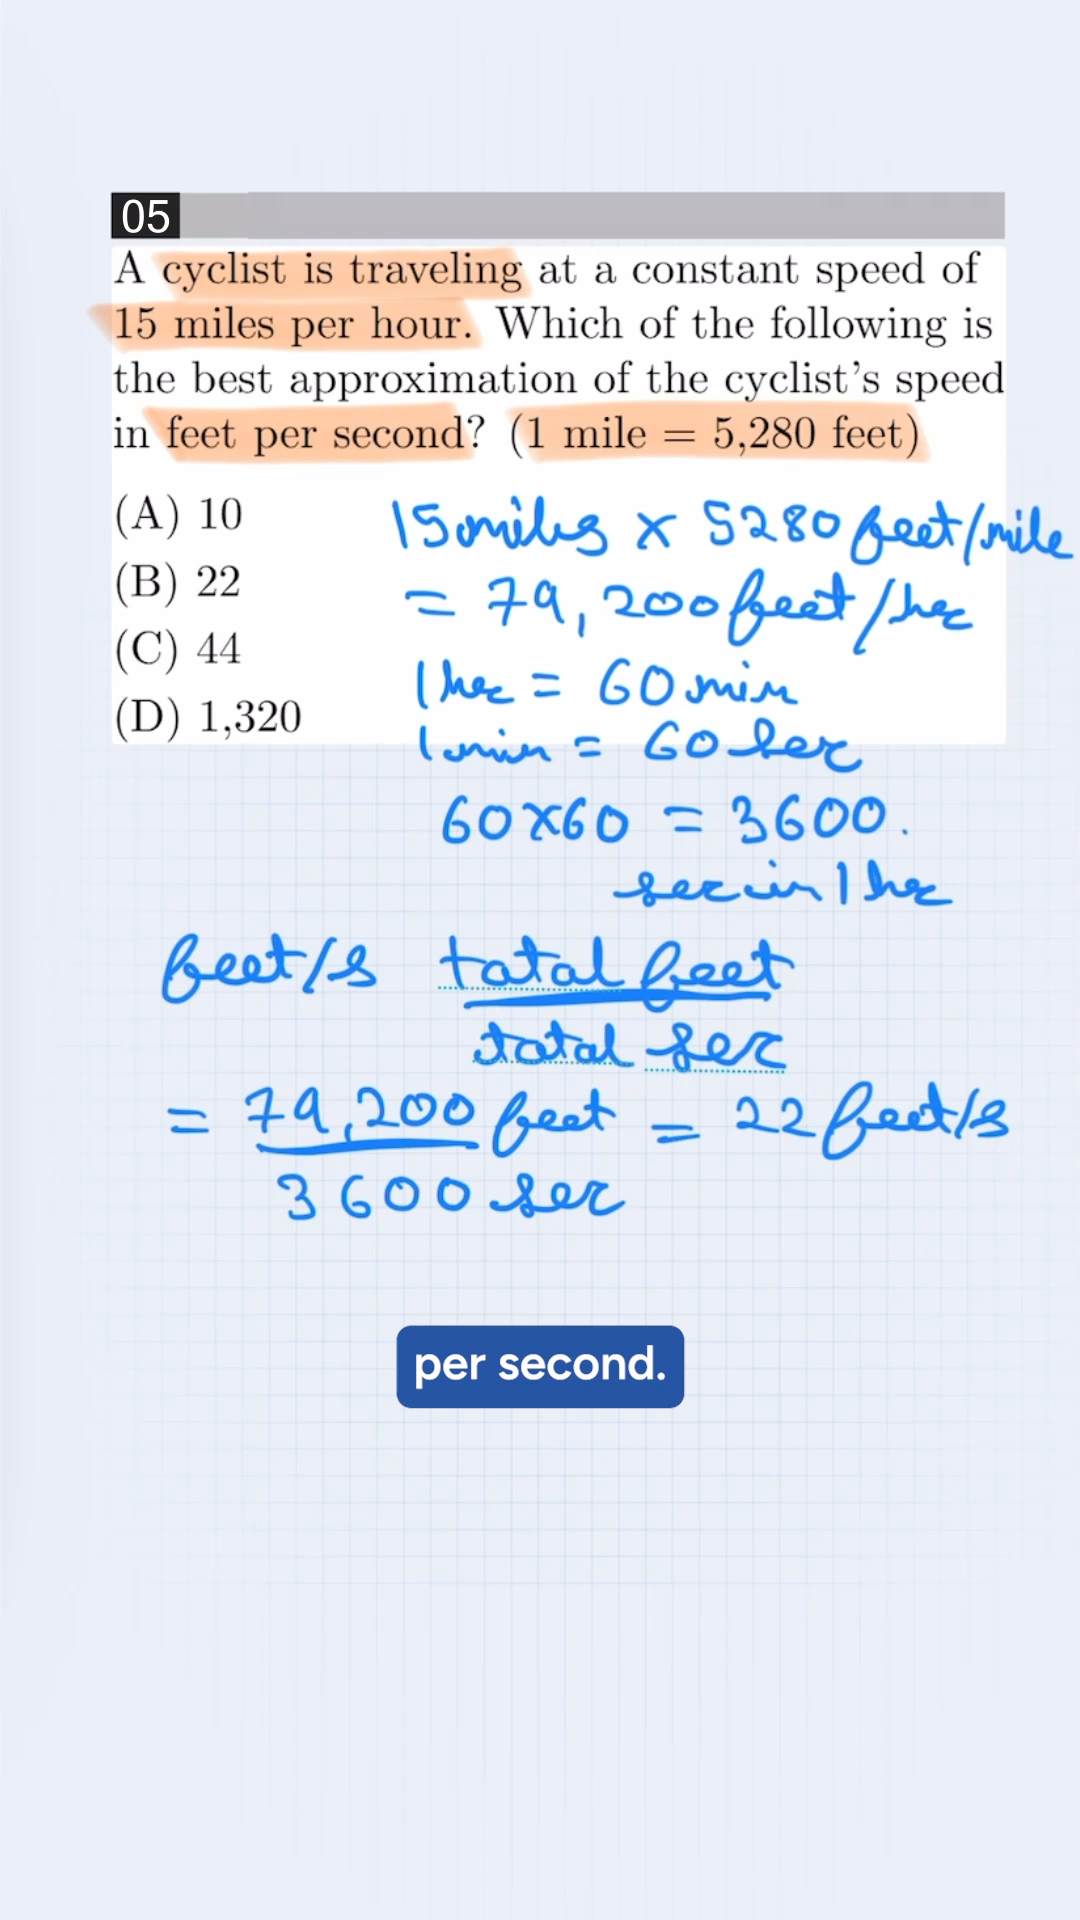 05
A cyclist is traveling at a constant speed of
15 miles per hour. Which of the following is
the best approximation of the cyclist's speed
in feet per second? (1 mile = 5,280 feet)
(A) 10
(B) 22
(C) 44
(D) 1,320
15 miles x 5280 feet/mile
= 79,200 feet/hr
1 hr = 60 min
1 min = 60 sec
60x60 = 3600.
sec in 1 hr
feet/s total feet
total sec
= 79,200 feet = 22 feet/s
3600 sec
per second.